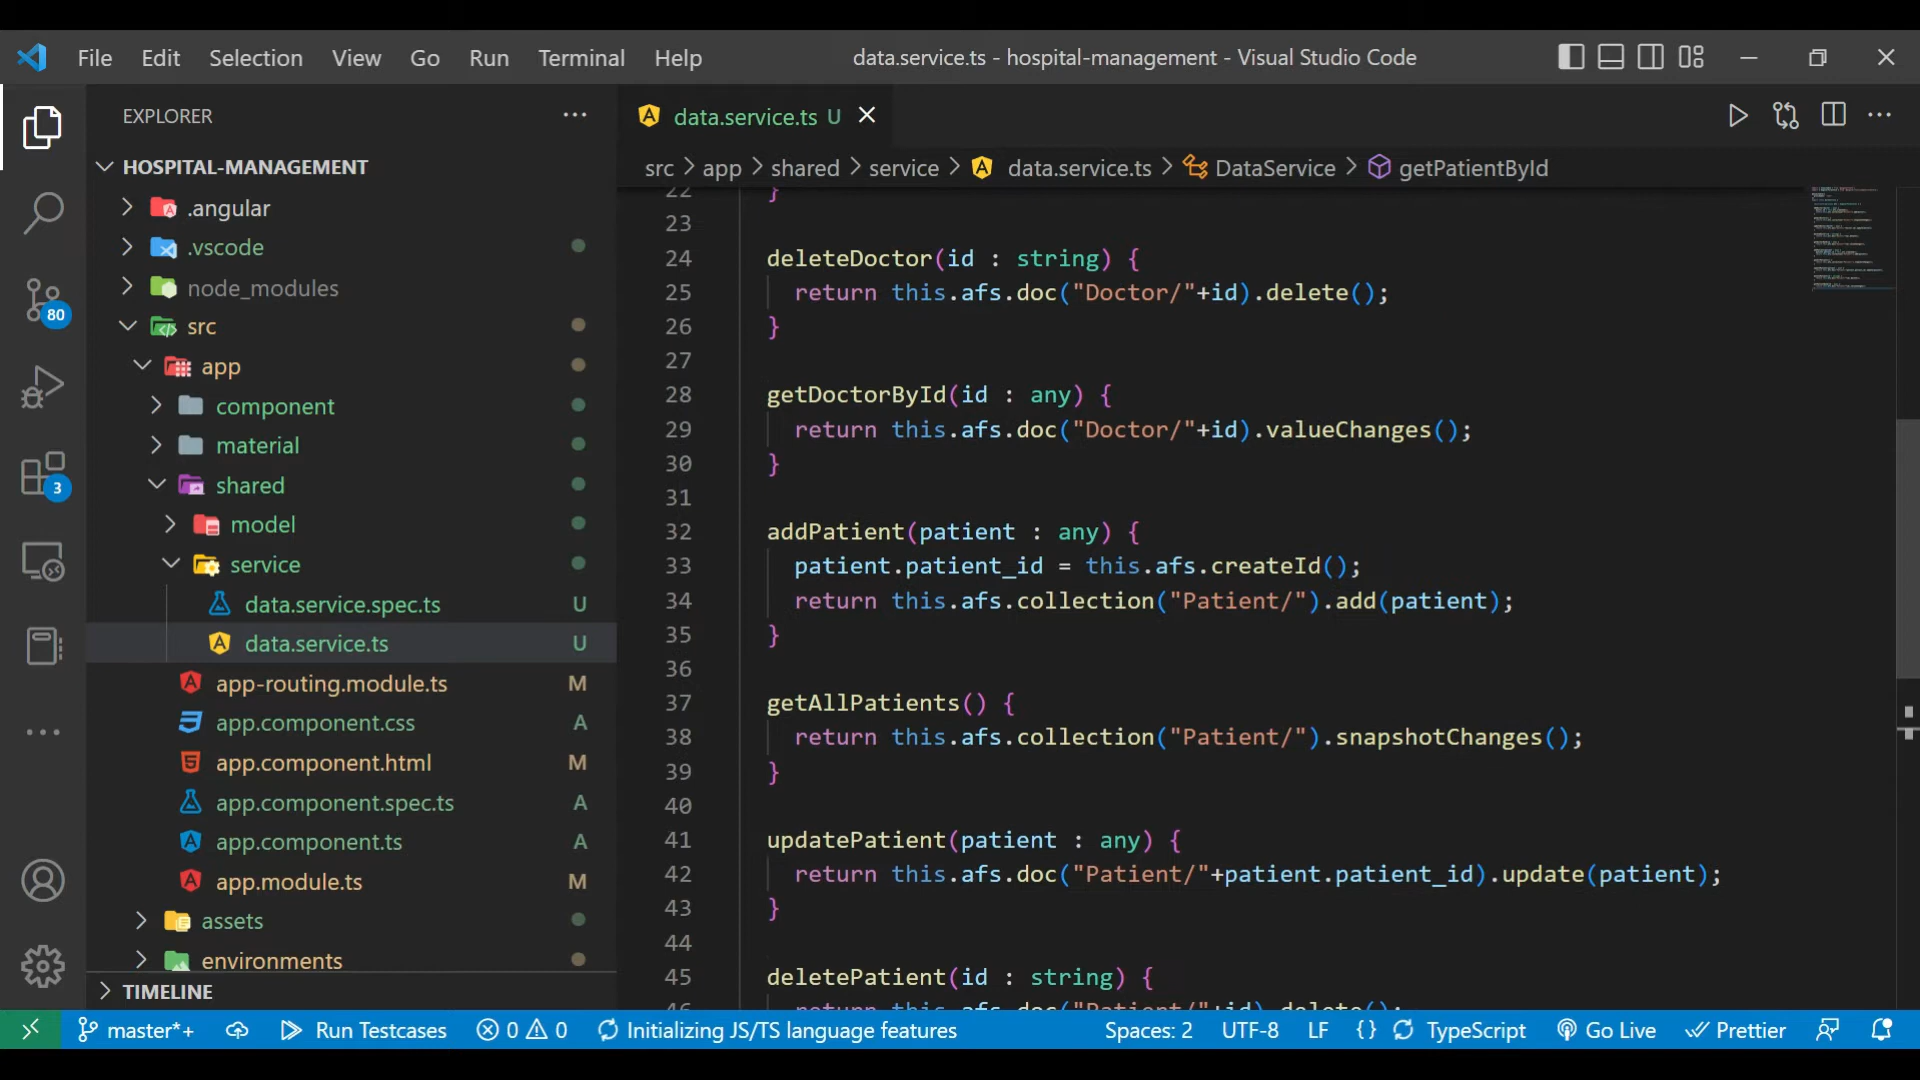 File Edit Selection View Go Run Terminal Help data.service.ts - hospital-management - Visual Studio Code
EXPLORER
HOSPITAL-MANAGEMENT
.angular
.vscode
node_modules
src
app
component
material
shared
model
service
data.service.spec.ts U
data.service.ts U
app-routing.module.ts M
app.component.css A
app.component.html M
app.component.spec.ts A
app.component.ts A
app.module.ts M
assets
environments
TIMELINE
80
3
data.service.ts U
src > app > shared > service > data.service.ts > DataService > getPatientById
22 }
23
24 deleteDoctor(id : string) {
25 return this.afs.doc("Doctor/"+id).delete();
26 }
27
28 getDoctorById(id : any) {
29 return this.afs.doc("Doctor/"+id).valueChanges();
30 }
31
32 addPatient(patient : any) {
33 patient.patient_id = this.afs.createId();
34 return this.afs.collection("Patient/").add(patient);
35 }
36
37 getAllPatients() {
38 return this.afs.collection("Patient/").snapshotChanges();
39 }
40
41 updatePatient(patient : any) {
42 return this.afs.doc("Patient/"+patient.patient_id).update(patient);
43 }
44
45 deletePatient(id : string) {
46 return this.afs.doc("Patient/"+id).delete();
master*+ Run Testcases 0 0 Initializing JS/TS language features Spaces: 2 UTF-8 LF {} TypeScript Go Live Prettier